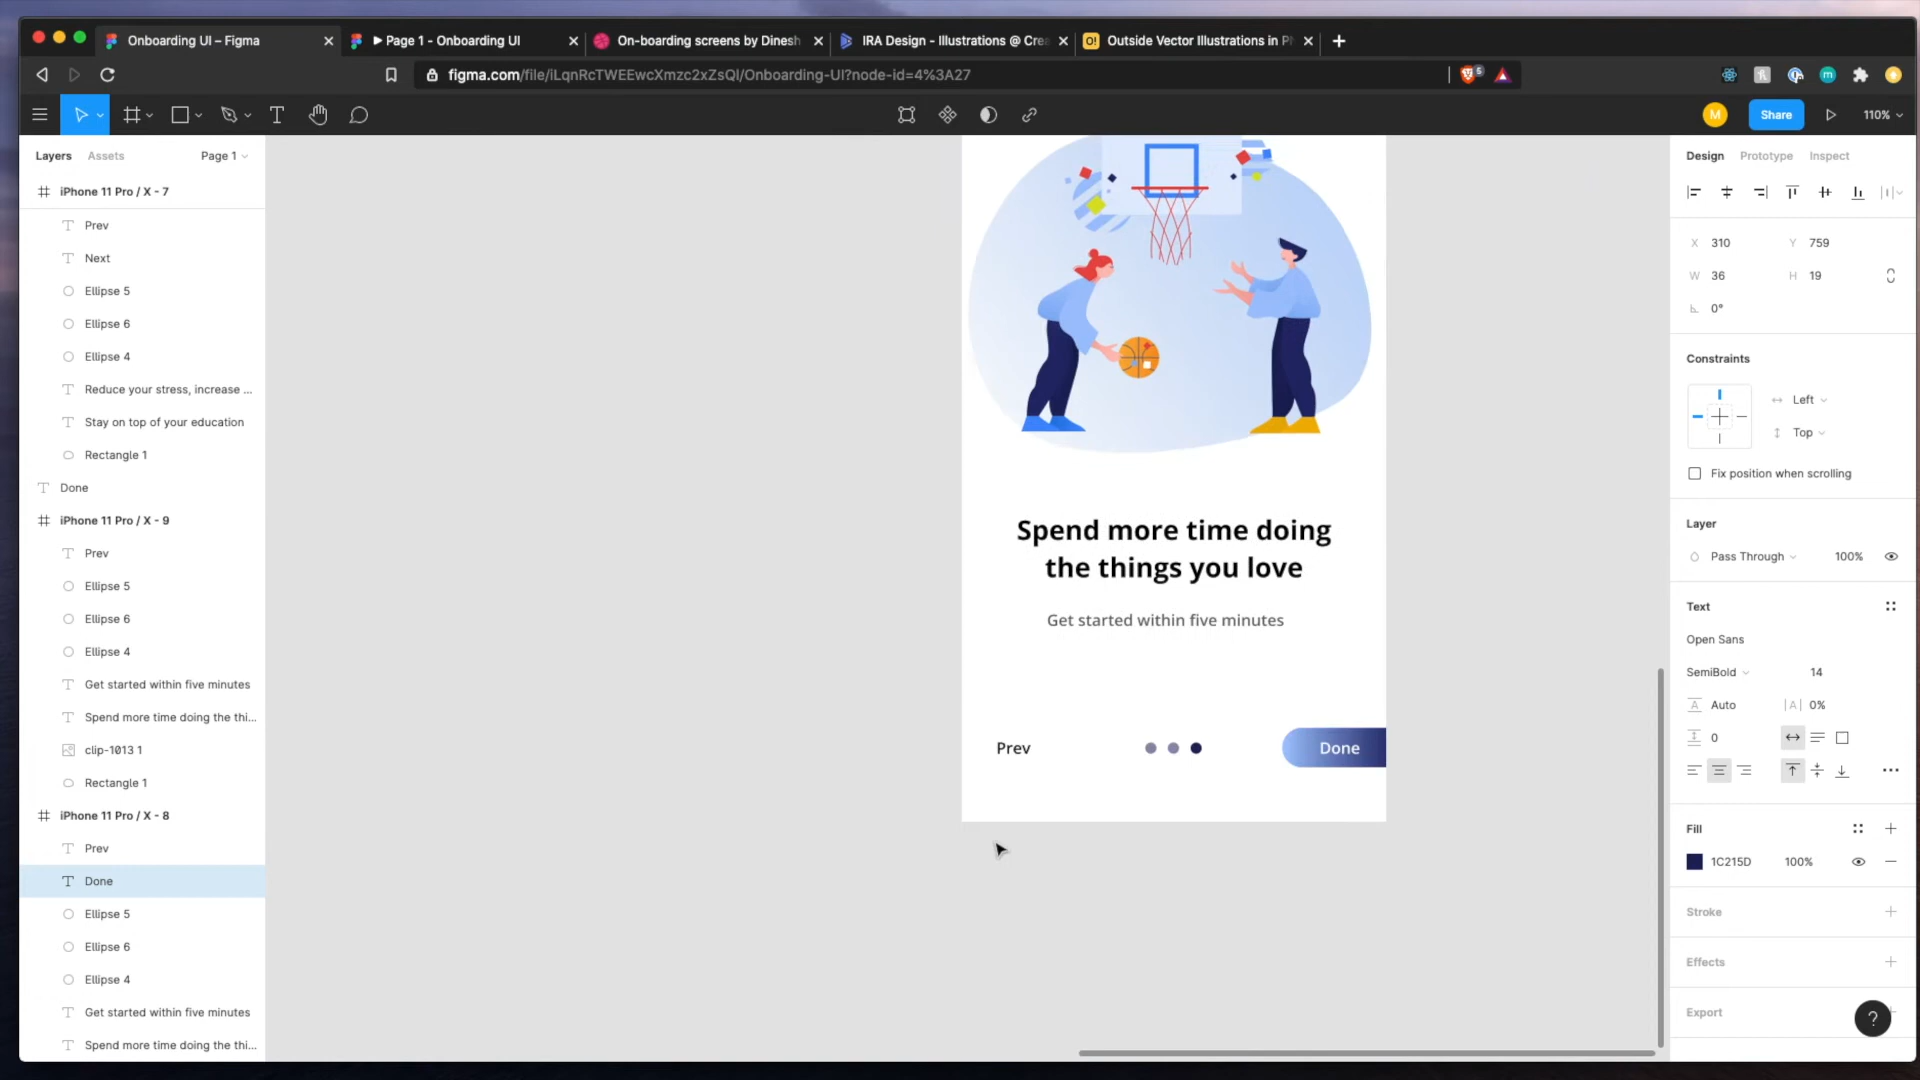 Onboarding UI – Figma
Page 1 - Onboarding UI
On-boarding screens by Dinesh
IRA Design - Illustrations @ Crea
O!
Outside Vector Illustrations in P
figma.com/file/iLqnRcTWEEwcXmzc2xZsQl/Onboarding-UI?node-id=4%3A27
5
m
M
Share
110%
Layers
Assets
Page 1
iPhone 11 Pro / X - 7
Prev
Next
Ellipse 5
Ellipse 6
Ellipse 4
Reduce your stress, increase ...
Stay on top of your education
Rectangle 1
Done
iPhone 11 Pro / X - 9
Prev
Ellipse 5
Ellipse 6
Ellipse 4
Get started within five minutes
Spend more time doing the thi...
clip-1013 1
Rectangle 1
iPhone 11 Pro / X - 8
Prev
Done
Ellipse 5
Ellipse 6
Ellipse 4
Get started within five minutes
Spend more time doing the thi...
Spend more time doing
the things you love
Get started within five minutes
Prev
Done
Design
Prototype
Inspect
X 310
Y 759
W 36
H 19
0°
Constraints
Left
Top
Fix position when scrolling
Layer
Pass Through
100%
Text
Open Sans
SemiBold
14
Auto
|A| 0%
0
Fill
1C215D
100%
Stroke
Effects
Export
?